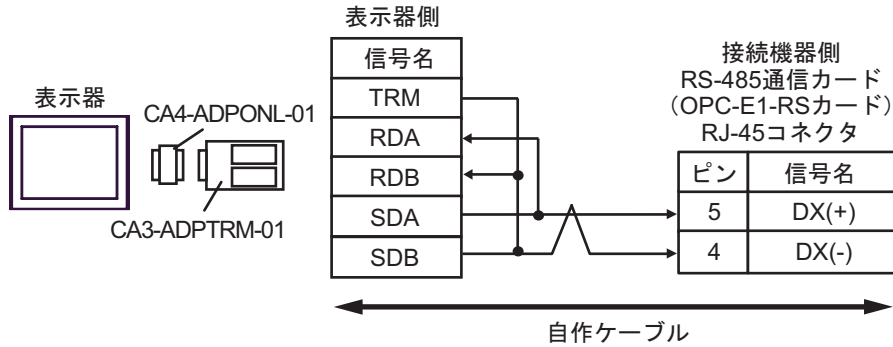 表示器
CA4-ADPONL-01
CA3-ADPTRM-01
表示器側
信号名
TRM
RDA
RDB
SDA
SDB
接続機器側
RS-485通信カード
（OPC-E1-RSカード）
RJ-45コネクタ
ピン 信号名
5 DX(+)
4 DX(-)
自作ケーブル